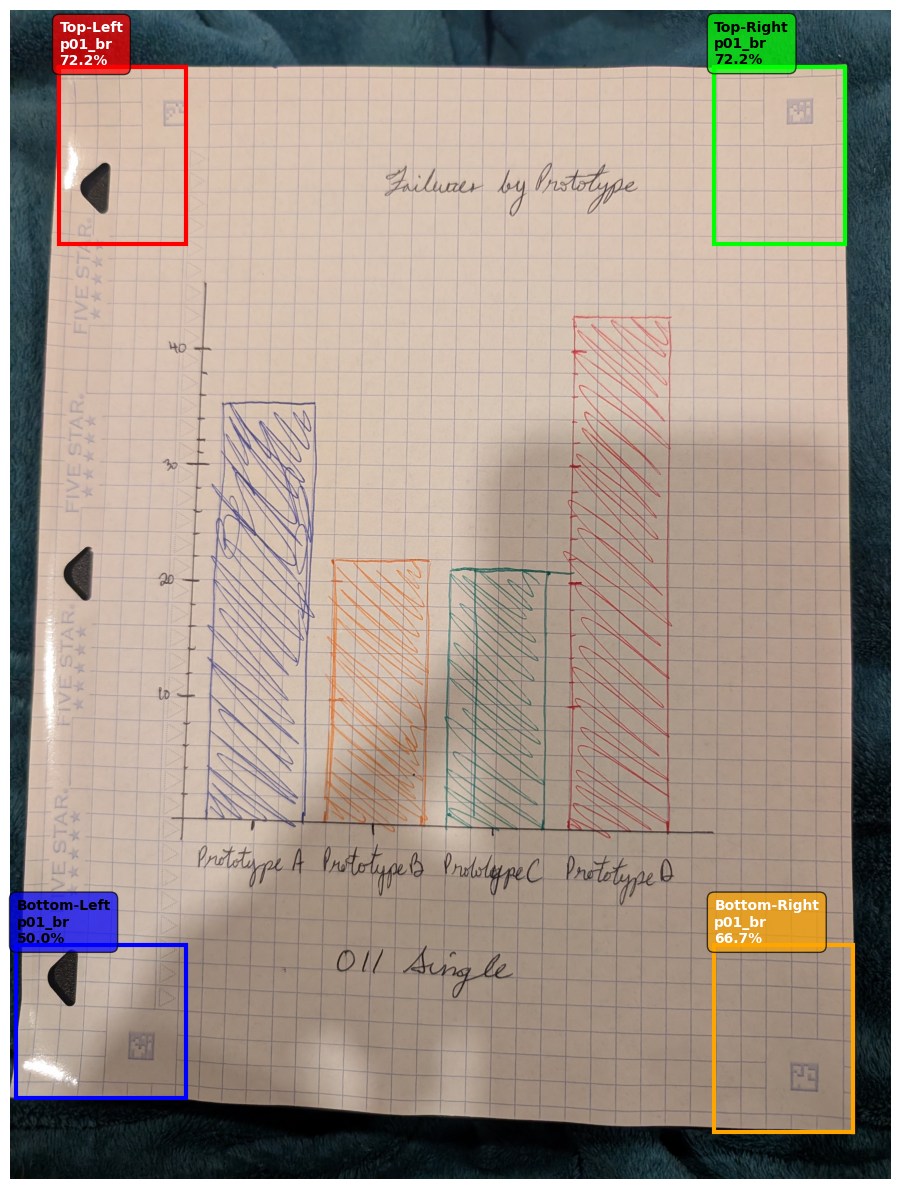 Top-Left
p01_br
72.2%
Top-Right
p01_br
72.2%
Failures by Prototype
FIVE STAR.
FIVE STAR.
FIVE STAR.
FIVE STAR.
40
30
20
10
Prototype A Prototype B Prototype C Prototype D
Bottom-Left
p01_br
50.0%
Bottom-Right
p01_br
66.7%
011 Single